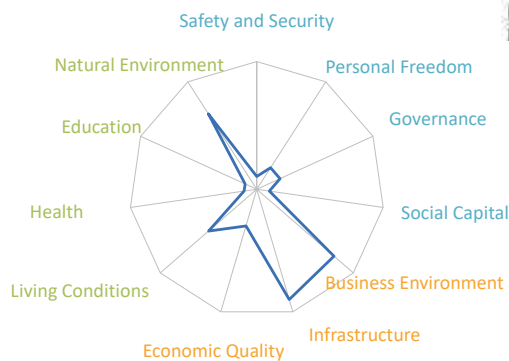 Safety and Security
Natural Environment
Personal Freedom
Education
Governance
Health
Social Capital
Business Environment
Living Conditions
Infrastructure
Economic Quality